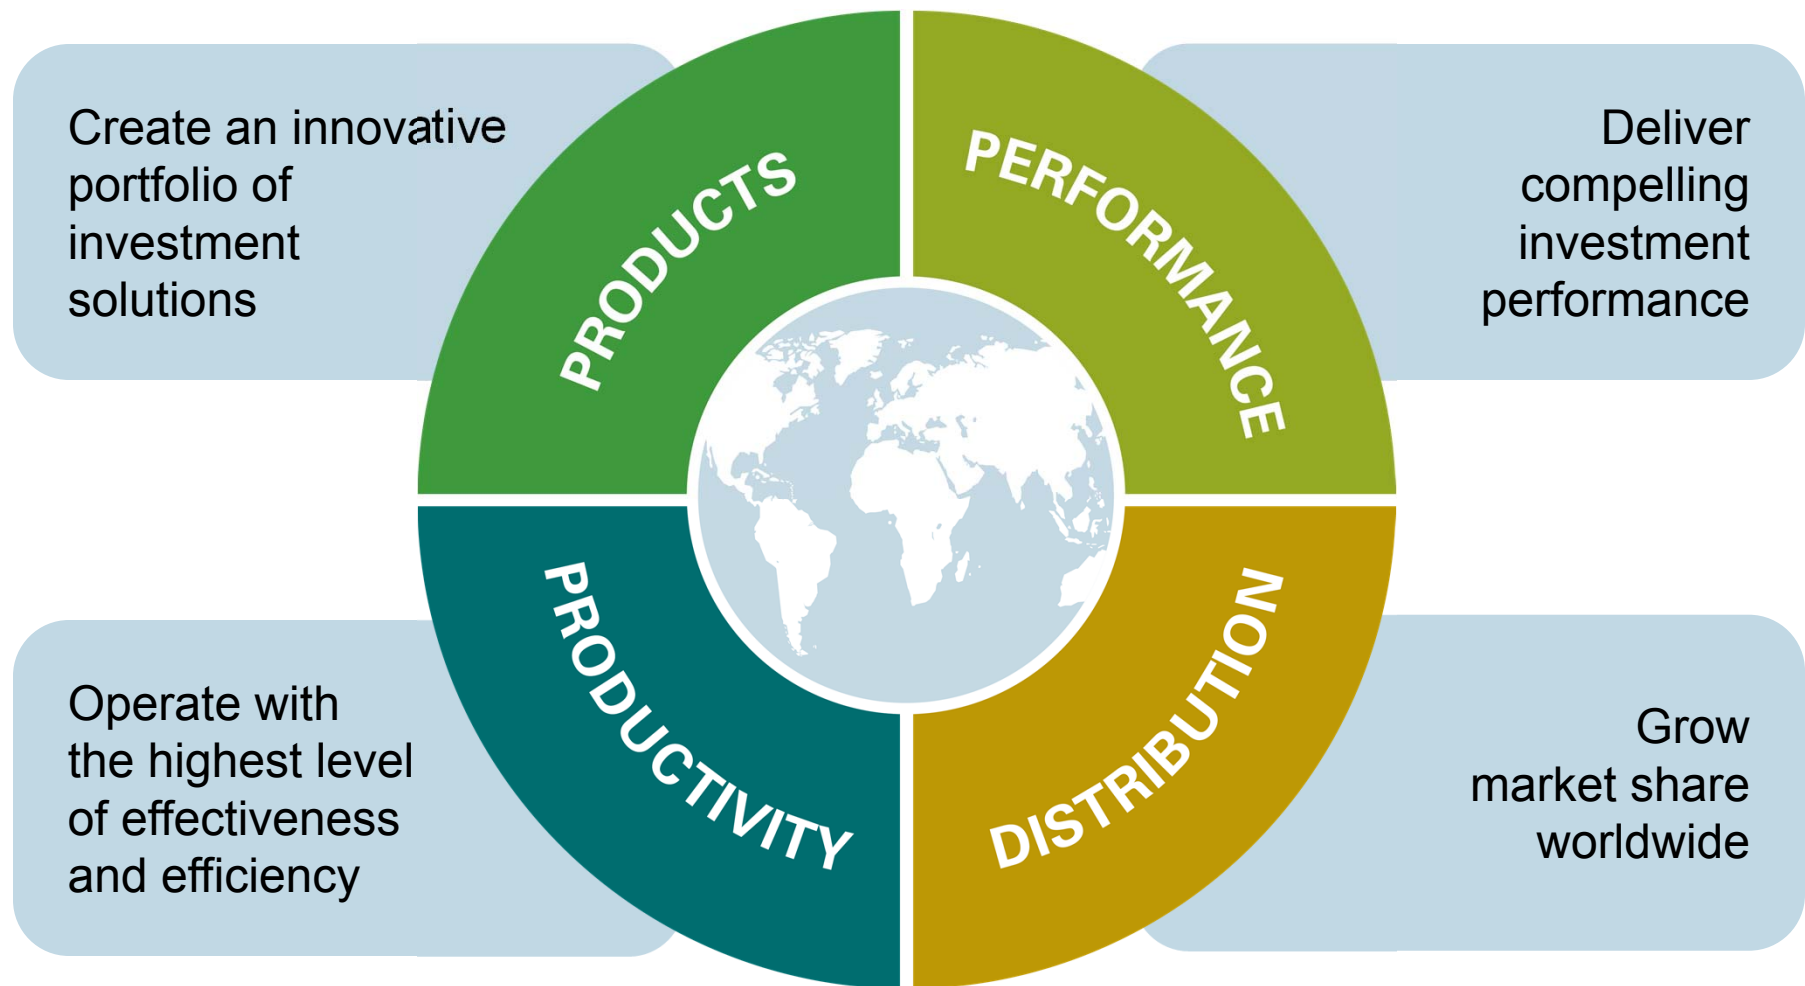 Create an innovative
portfolio of
investment
solutions
PRODUCTS
PERFORMANCE
Deliver
compelling
investment
performance
Operate with
the highest level
of effectiveness
and efficiency
PRODUCTIVITY
DISTRIBUTION
Grow
market share
worldwide